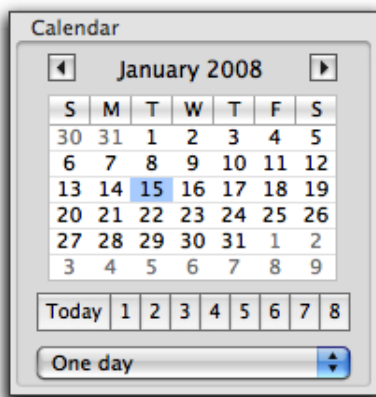 Calendar
January 2008
S M T W T F S
30 31 1 2 3 4 5
6 7 8 9 10 11 12
13 14 15 16 17 18 19
20 21 22 23 24 25 26
27 28 29 30 31 1 2
3 4 5 6 7 8 9
Today 1 2 3 4 5 6 7 8
One day